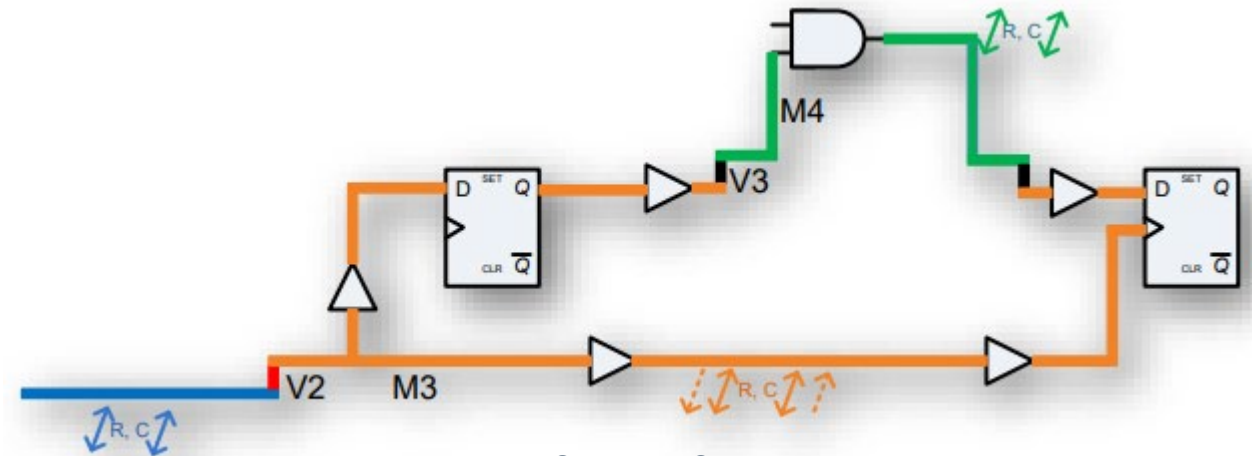 R, C
M4
V3
D SET Q
CLR Q̅
D SET Q
CLR Q̅
V2 M3
R, C
R, C